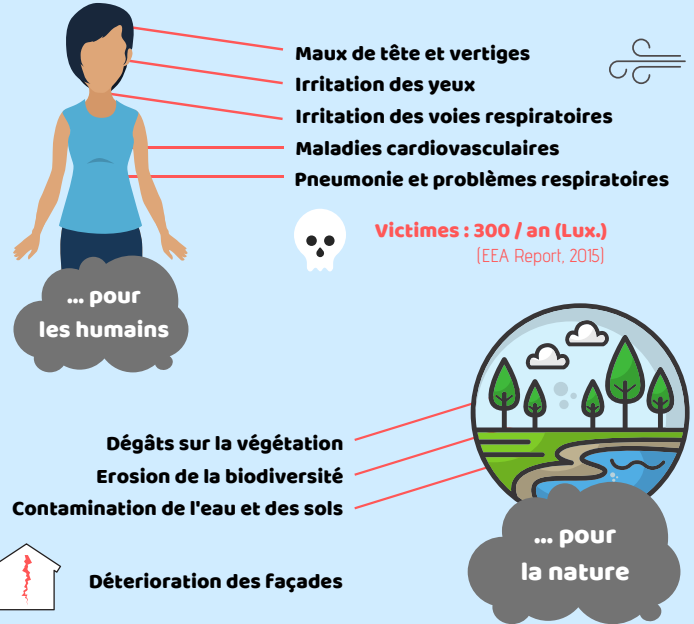 Maux de tête et vertiges
Irritation des yeux
Irritation des voies respiratoires
Maladies cardiovasculaires
Pneumonie et problèmes respiratoires
Victimes : 300 / an (Lux.)
(EEA Report, 2015)
... pour
les humains
Dégâts sur la végétation
Erosion de la biodiversité
Contamination de l'eau et des sols
... pour
la nature
Déterioration des façades